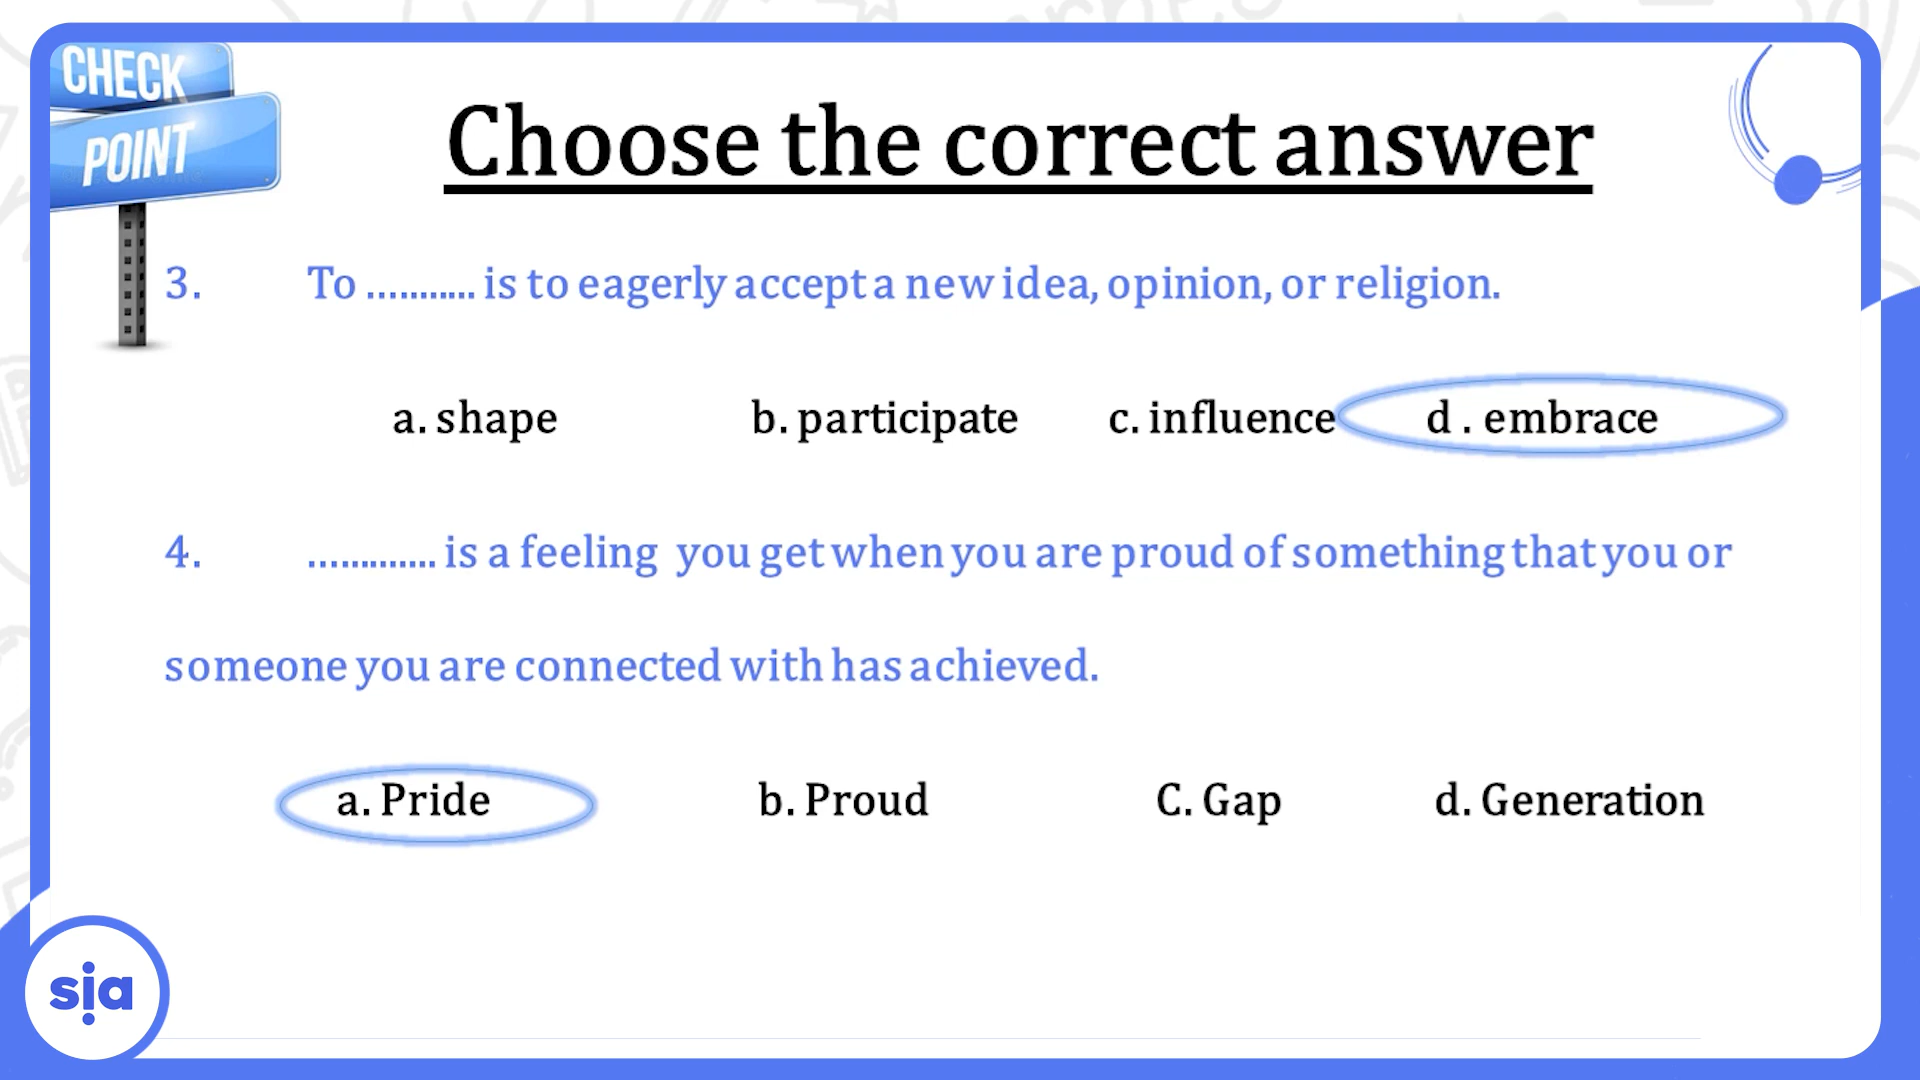 CHECK
POINT
Choose the correct answer
3. To ........... is to eagerly accept a new idea, opinion, or religion.
a. shape b. participate c. influence d . embrace
4. ............. is a feeling you get when you are proud of something that you or
someone you are connected with has achieved.
a. Pride b. Proud C. Gap d. Generation
sia